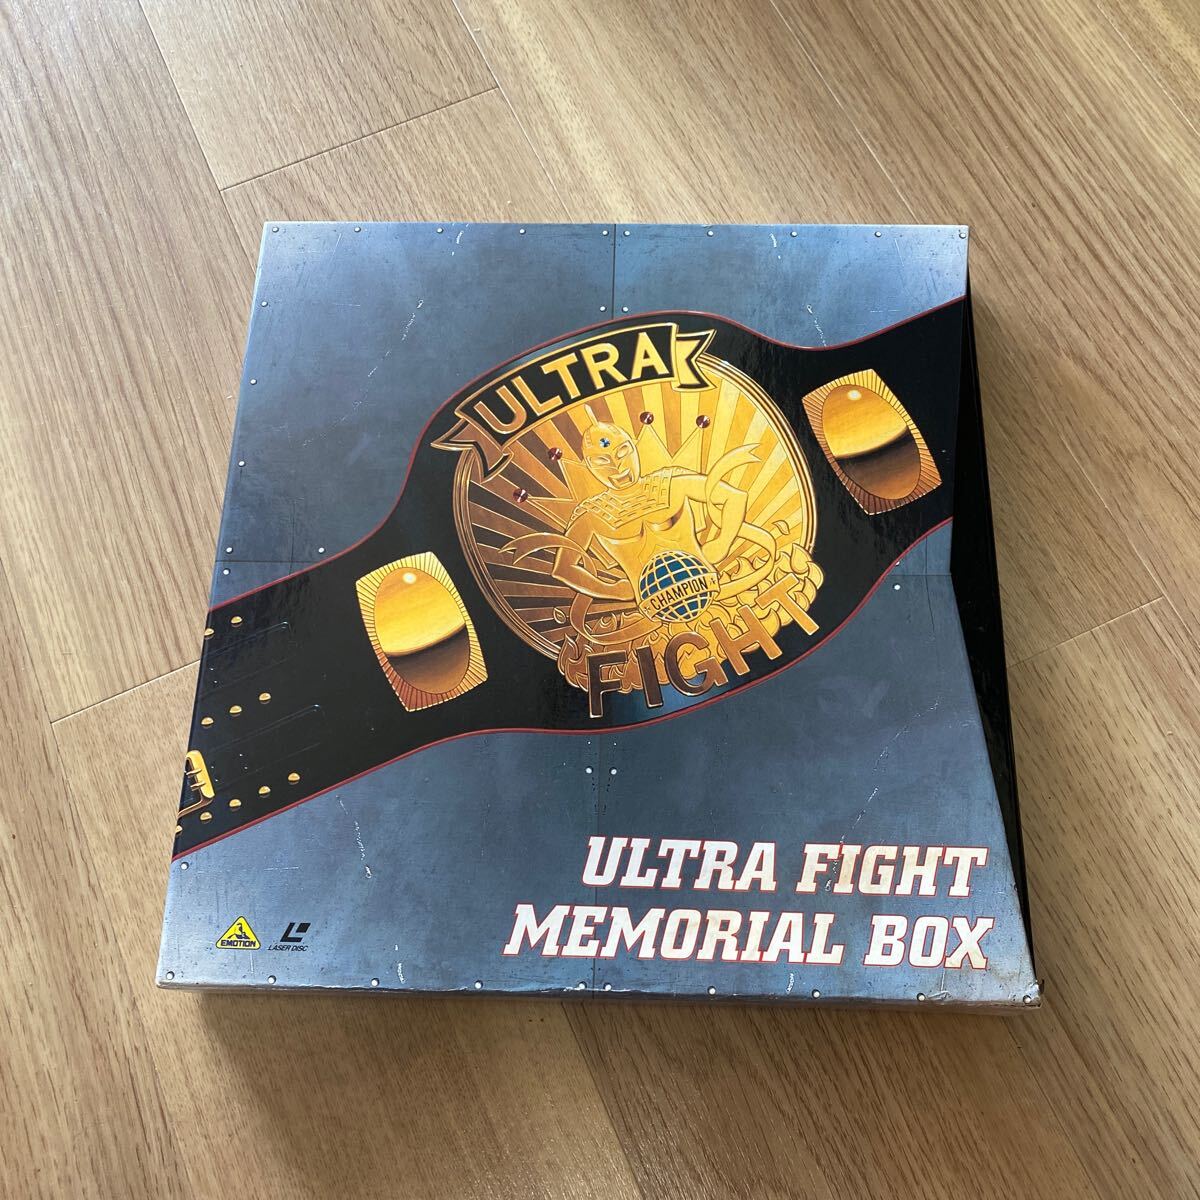 ULTRA
CHAMPION
FIGHT
ULTRA FIGHT
MEMORIAL BOX
EMOTION
LASER DISC